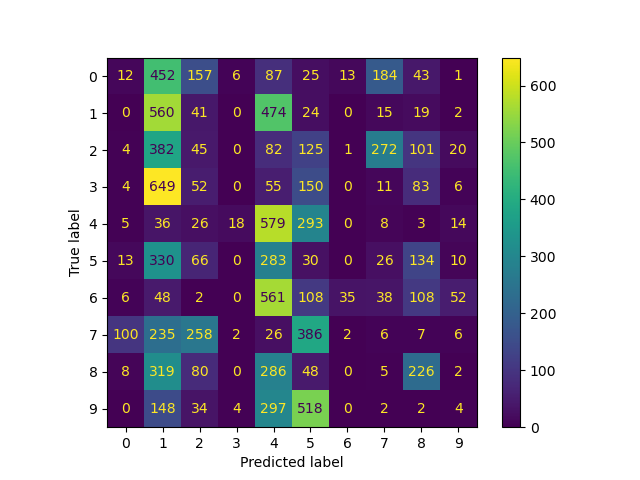 0 12 452 157 6 87 25 13 184 43 1
1 0 560 41 0 474 24 0 15 19 2
2 4 382 45 0 82 125 1 272 101 20
3 4 649 52 0 55 150 0 11 83 6
4 5 36 26 18 579 293 0 8 3 14
5 13 330 66 0 283 30 0 26 134 10
6 6 48 2 0 561 108 35 38 108 52
7 100 235 258 2 26 386 2 6 7 6
8 8 319 80 0 286 48 0 5 226 2
9 0 148 34 4 297 518 0 2 2 4
0 1 2 3 4 5 6 7 8 9
Predicted label
True label
600
500
400
300
200
100
0